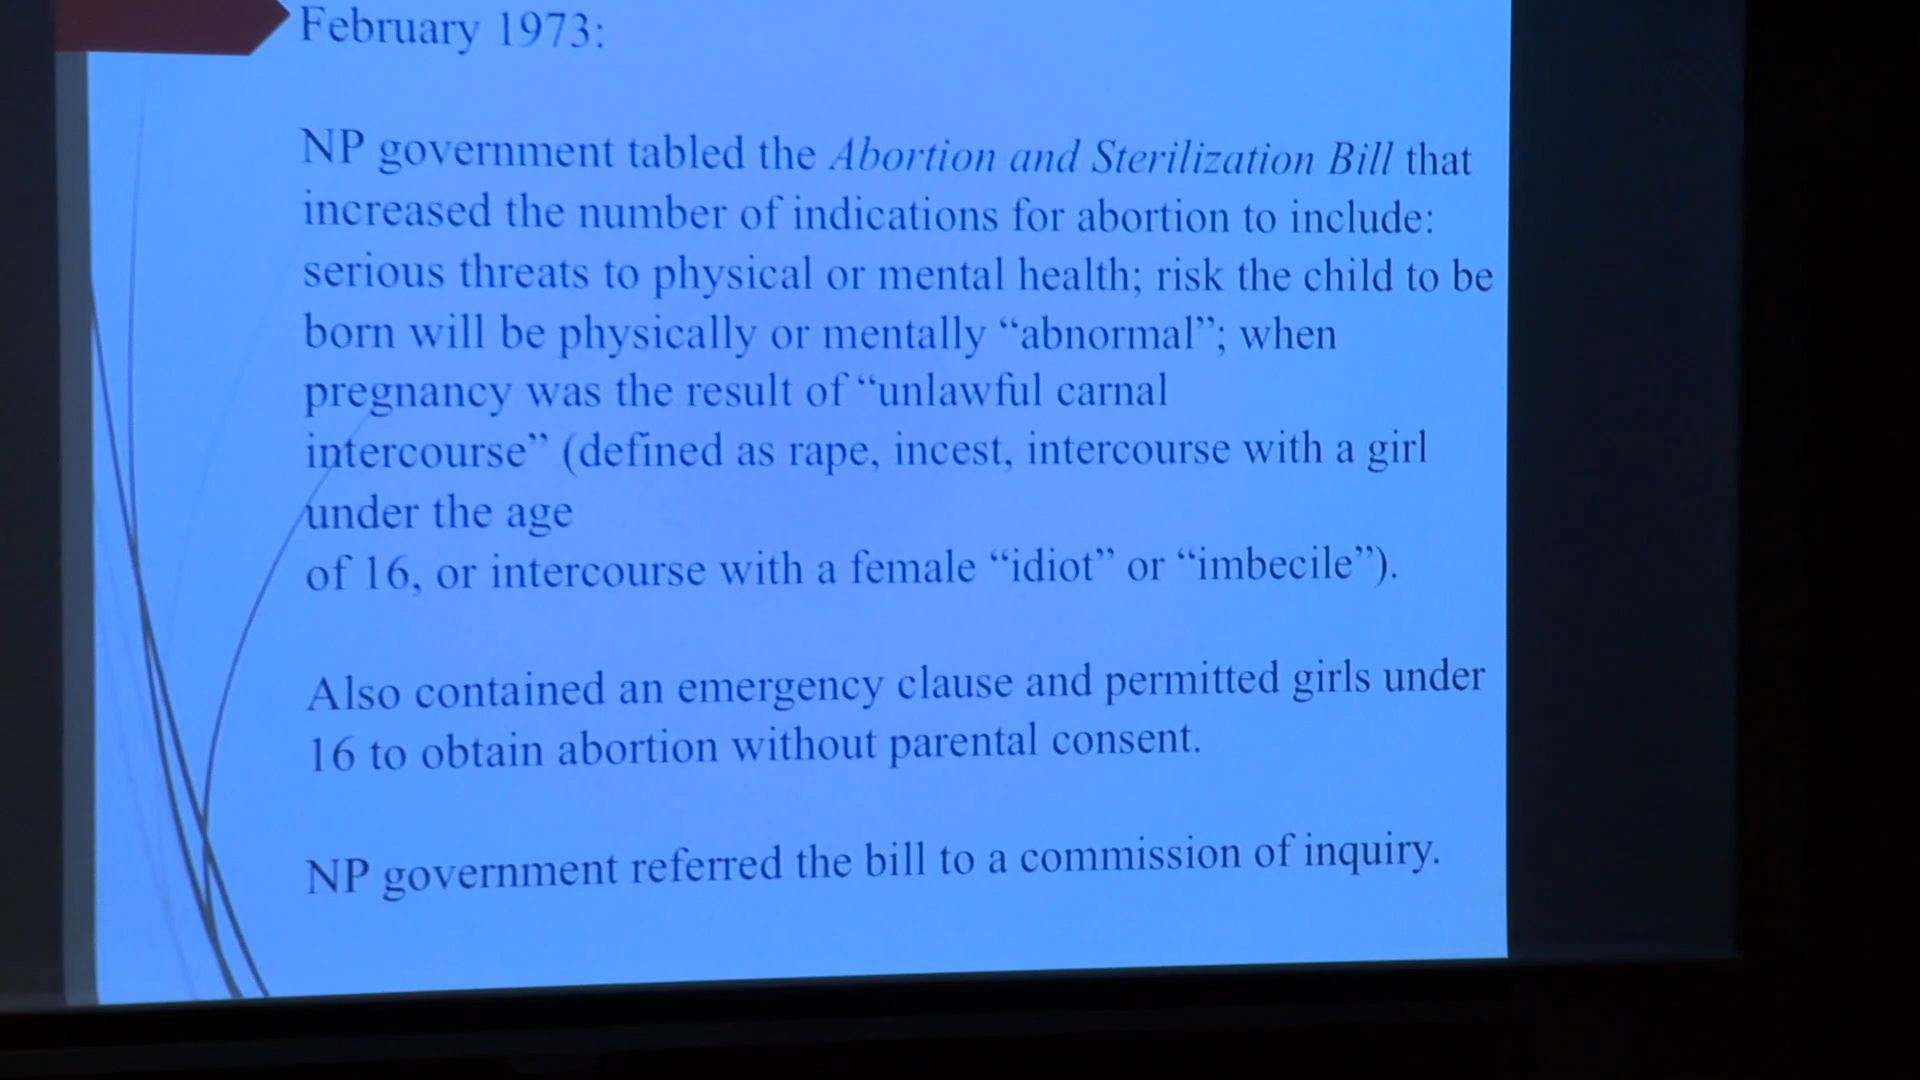 February 1973:
NP government tabled the Abortion and Sterilization Bill that
increased the number of indications for abortion to include:
serious threats to physical or mental health; risk the child to be
born will be physically or mentally “abnormal”; when
pregnancy was the result of “unlawful carnal
intercourse” (defined as rape, incest, intercourse with a girl
under the age
of 16, or intercourse with a female “idiot” or “imbecile”).
Also contained an emergency clause and permitted girls under
16 to obtain abortion without parental consent.
NP government referred the bill to a commission of inquiry.